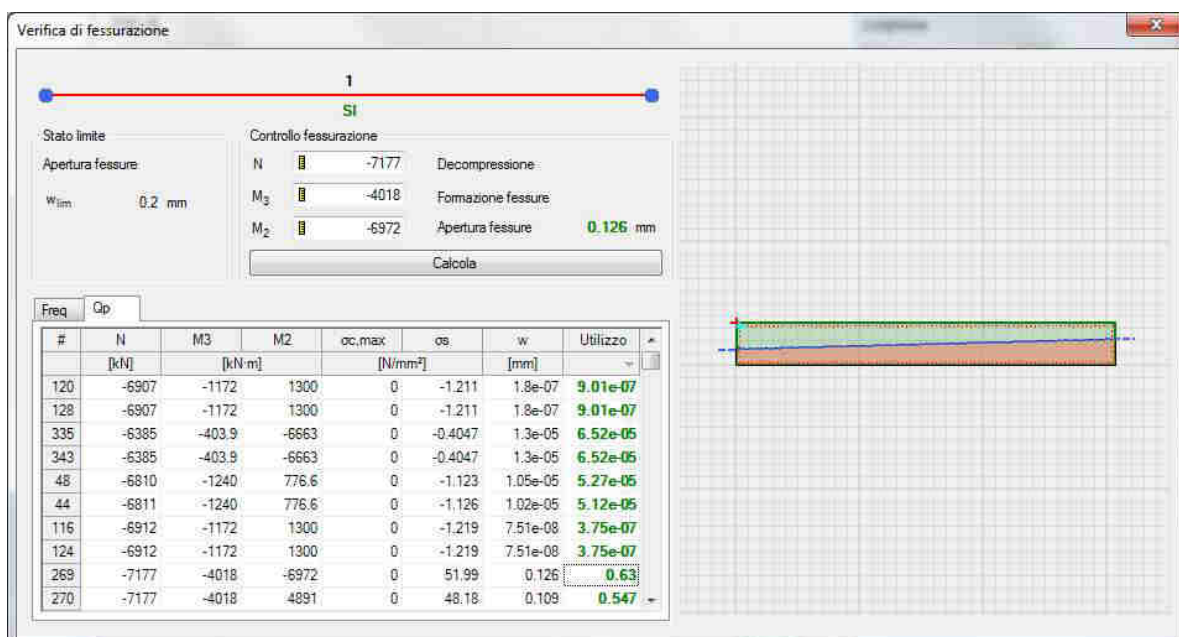 Verifica di fessurazione
1
SI
Stato limite
Apertura fessure
wlim 0.2 mm
Controllo fessurazione
N -7177 Decompressione
M3 -4018 Formazione fessure
M2 -6972 Apertura fessure 0.126 mm
Calcola
Freq Qp
# N M3 M2 σc,max σs w Utilizzo
[kN] [kN·m] [N/mm²] [mm]
120 -6907 -1172 1300 0 -1.211 1.8e-07 9.01e-07
128 -6907 -1172 1300 0 -1.211 1.8e-07 9.01e-07
335 -6385 -403.9 -6663 0 -0.4047 1.3e-05 6.52e-05
343 -6385 -403.9 -6663 0 -0.4047 1.3e-05 6.52e-05
48 -6810 -1240 776.6 0 -1.123 1.05e-05 5.27e-05
44 -6811 -1240 776.6 0 -1.126 1.02e-05 5.12e-05
116 -6912 -1172 1300 0 -1.219 7.51e-08 3.75e-07
124 -6912 -1172 1300 0 -1.219 7.51e-08 3.75e-07
269 -7177 -4018 -6972 0 51.99 0.126 0.63
270 -7177 -4018 4891 0 48.18 0.109 0.547